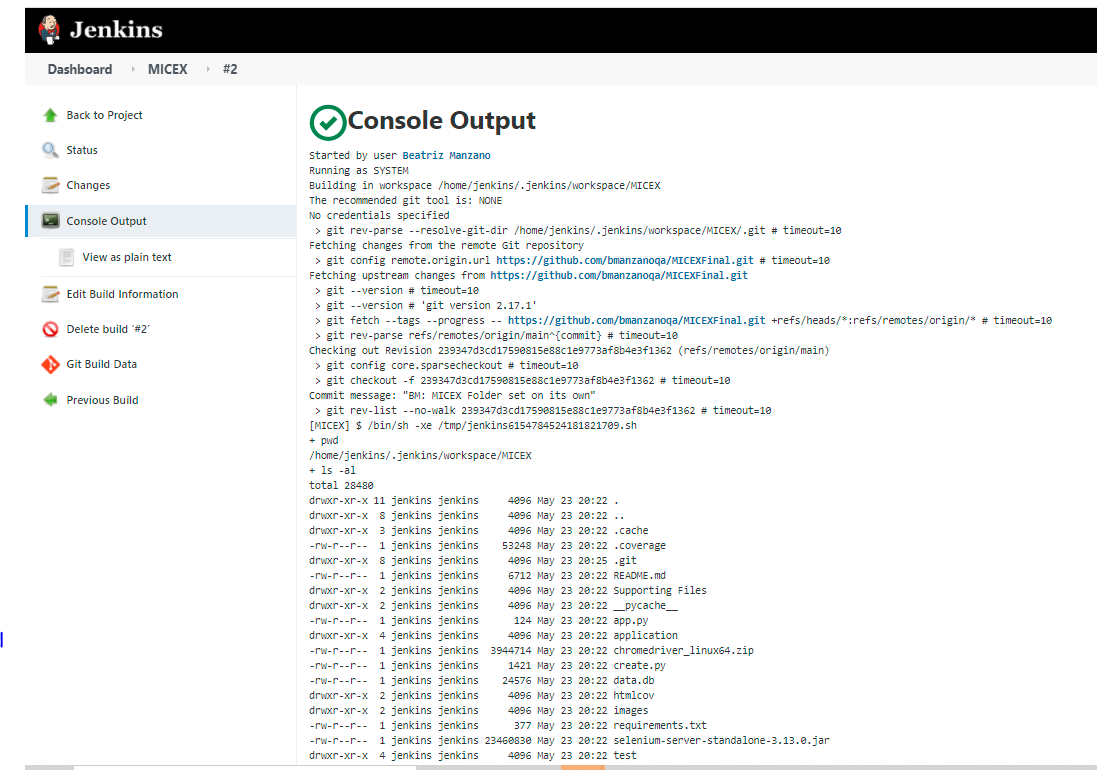 Jenkins
Dashboard
MICEX
#2
Back to Project
Status
Changes
Console Output
View as plain text
Edit Build Information
Delete build '#2'
Git Build Data
Previous Build
Console Output
Started by user Beatriz Manzano
Running as SYSTEM
Building in workspace /home/jenkins/.jenkins/workspace/MICEX
The recommended git tool is: NONE
No credentials specified
 > git rev-parse --resolve-git-dir /home/jenkins/.jenkins/workspace/MICEX/.git # timeout=10
Fetching changes from the remote Git repository
 > git config remote.origin.url https://github.com/bmanzanoqa/MICEXFinal.git # timeout=10
Fetching upstream changes from https://github.com/bmanzanoqa/MICEXFinal.git
 > git --version # timeout=10
 > git --version # 'git version 2.17.1'
 > git fetch --tags --progress -- https://github.com/bmanzanoqa/MICEXFinal.git +refs/heads/*:refs/remotes/origin/* # timeout=10
 > git rev-parse refs/remotes/origin/main^{commit} # timeout=10
Checking out Revision 239347d3cd17590815e88c1e9773af8b4e3f1362 (refs/remotes/origin/main)
 > git config core.sparsecheckout # timeout=10
 > git checkout -f 239347d3cd17590815e88c1e9773af8b4e3f1362 # timeout=10
Commit message: "BM: MICEX Folder set on its own"
 > git rev-list --no-walk 239347d3cd17590815e88c1e9773af8b4e3f1362 # timeout=10
[MICEX] $ /bin/sh -xe /tmp/jenkins6154784524181821709.sh
+ pwd
/home/jenkins/.jenkins/workspace/MICEX
+ ls -al
total 28480
drwxr-xr-x 11 jenkins jenkins     4096 May 23 20:22 .
drwxr-xr-x  8 jenkins jenkins     4096 May 23 20:22 ..
drwxr-xr-x  3 jenkins jenkins     4096 May 23 20:22 .cache
-rw-r--r--  1 jenkins jenkins    53248 May 23 20:22 .coverage
drwxr-xr-x  8 jenkins jenkins     4096 May 23 20:25 .git
-rw-r--r--  1 jenkins jenkins     6712 May 23 20:22 README.md
drwxr-xr-x  2 jenkins jenkins     4096 May 23 20:22 Supporting Files
drwxr-xr-x  2 jenkins jenkins     4096 May 23 20:22 __pycache__
-rw-r--r--  1 jenkins jenkins      124 May 23 20:22 app.py
drwxr-xr-x  4 jenkins jenkins     4096 May 23 20:22 application
-rw-r--r--  1 jenkins jenkins  3944714 May 23 20:22 chromedriver_linux64.zip
-rw-r--r--  1 jenkins jenkins     1421 May 23 20:22 create.py
-rw-r--r--  1 jenkins jenkins    24576 May 23 20:22 data.db
drwxr-xr-x  2 jenkins jenkins     4096 May 23 20:22 htmlcov
drwxr-xr-x  2 jenkins jenkins     4096 May 23 20:22 images
-rw-r--r--  1 jenkins jenkins      377 May 23 20:22 requirements.txt
-rw-r--r--  1 jenkins jenkins 23460830 May 23 20:22 selenium-server-standalone-3.13.0.jar
drwxr-xr-x  4 jenkins jenkins     4096 May 23 20:22 test